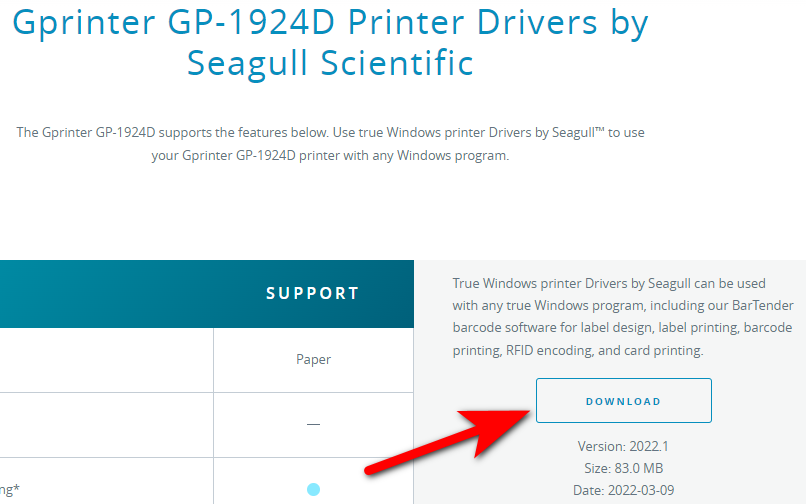 Gprinter GP-1924D Printer Drivers by
Seagull Scientific
The Gprinter GP-1924D supports the features below. Use true Windows printer Drivers by Seagull™ to use
your Gprinter GP-1924D printer with any Windows program.
SUPPORT
Paper
—
ng*
True Windows printer Drivers by Seagull can be used
with any true Windows program, including our BarTender
barcode software for label design, label printing, barcode
printing, RFID encoding, and card printing.
DOWNLOAD
Version: 2022.1
Size: 83.0 MB
Date: 2022-03-09